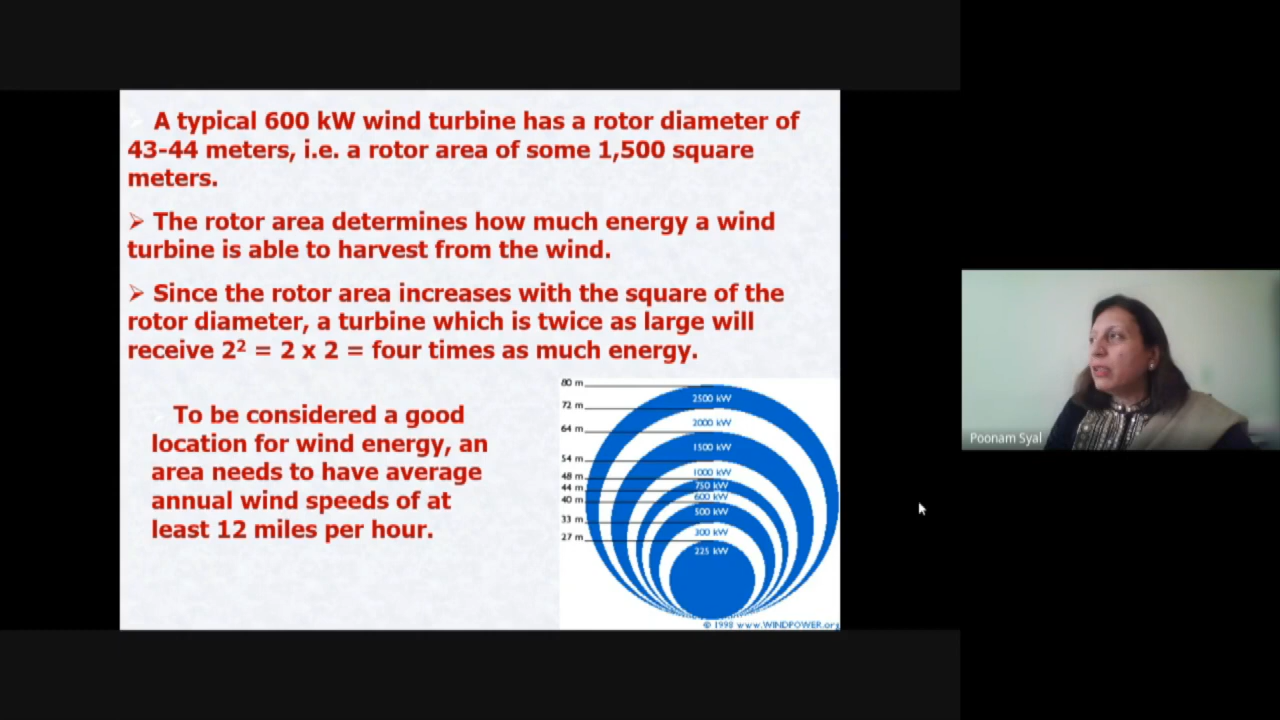 A typical 600 kW wind turbine has a rotor diameter of
43-44 meters, i.e. a rotor area of some 1,500 square
meters.
➢ The rotor area determines how much energy a wind
turbine is able to harvest from the wind.
➢ Since the rotor area increases with the square of the
rotor diameter, a turbine which is twice as large will
receive 2² = 2 x 2 = four times as much energy.
To be considered a good
location for wind energy, an
area needs to have average
annual wind speeds of at
least 12 miles per hour.
80 m
2500 kW
72 m
2000 kW
64 m
1500 kW
54 m
1000 kW
48 m
750 kW
44 m
600 kW
40 m
500 kW
33 m
300 kW
27 m
225 kW
© 1998 www.WINDPOWER.org
Poonam Syal